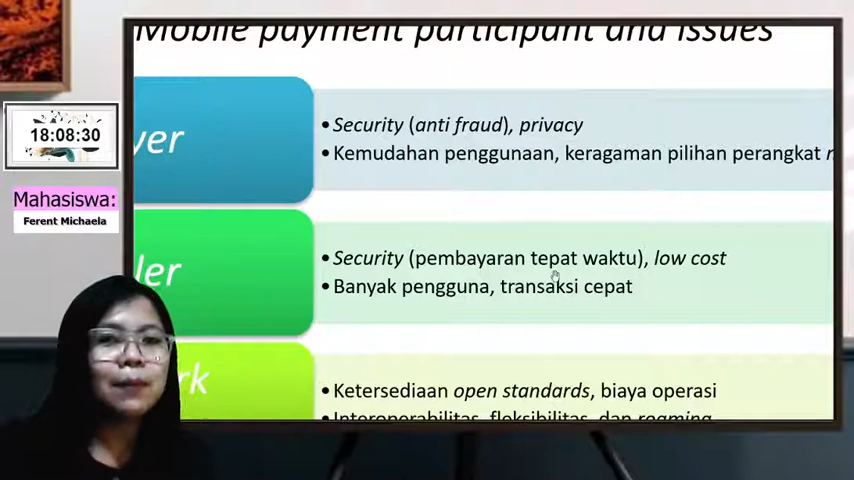 Mobile payment participant and issues
yer
• Security (anti fraud), privacy
• Kemudahan penggunaan, keragaman pilihan perangkat
ler
• Security (pembayaran tepat waktu), low cost
• Banyak pengguna, transaksi cepat
rk
• Ketersediaan open standards, biaya operasi
• Interoperabilitas, fleksibilitas, dan roaming
18:08:30
Mahasiswa:
Ferent Michaela